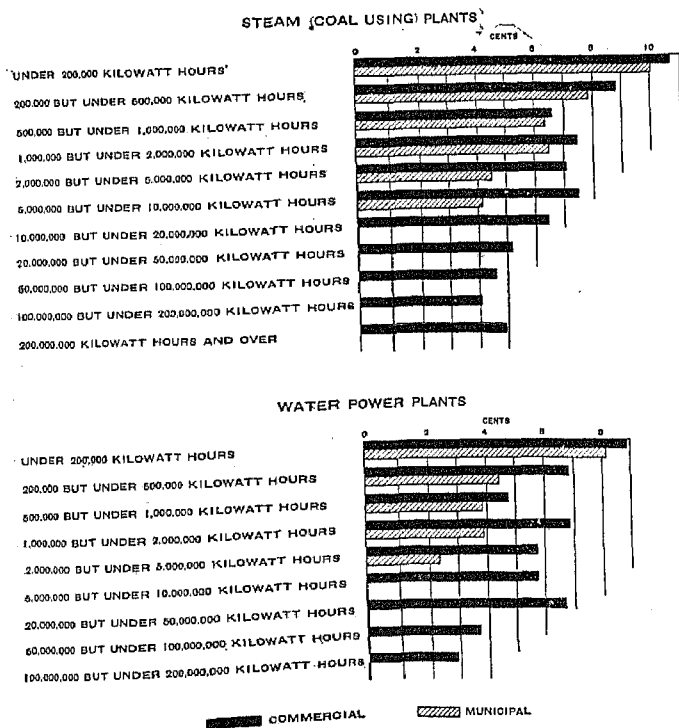 STEAM (COAL USING) PLANTS
CENTS
0 2 4 6 8 10
UNDER 200,000 KILOWATT HOURS
200,000 BUT UNDER 500,000 KILOWATT HOURS
500,000 BUT UNDER 1,000,000 KILOWATT HOURS
1,000,000 BUT UNDER 2,000,000 KILOWATT HOURS
2,000,000 BUT UNDER 5,000,000 KILOWATT HOURS
5,000,000 BUT UNDER 10,000,000 KILOWATT HOURS
10,000,000 BUT UNDER 20,000,000 KILOWATT HOURS
20,000,000 BUT UNDER 50,000,000 KILOWATT HOURS
50,000,000 BUT UNDER 100,000,000 KILOWATT HOURS
100,000,000 BUT UNDER 200,000,000 KILOWATT HOURS
200,000,000 KILOWATT HOURS AND OVER
WATER POWER PLANTS
CENTS
0 2 4 6 8
UNDER 200,000 KILOWATT HOURS
200,000 BUT UNDER 500,000 KILOWATT HOURS
500,000 BUT UNDER 1,000,000 KILOWATT HOURS
1,000,000 BUT UNDER 2,000,000 KILOWATT HOURS
2,000,000 BUT UNDER 5,000,000 KILOWATT HOURS
5,000,000 BUT UNDER 10,000,000 KILOWATT HOURS
20,000,000 BUT UNDER 50,000,000 KILOWATT HOURS
50,000,000 BUT UNDER 100,000,000 KILOWATT HOURS
100,000,000 BUT UNDER 200,000,000 KILOWATT HOURS
COMMERCIAL MUNICIPAL